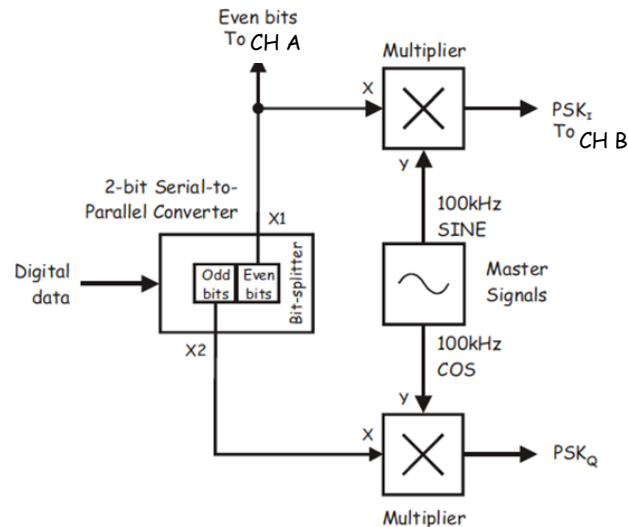 Even bits
To CH A
Multiplier
X
PSKI
To CH B
Y
2-bit Serial-to-
Parallel Converter
X1
100kHz
SINE
Digital
data
Odd
bits
Even
bits
Bit-splitter
Master
Signals
X2
100kHz
COS
Y
X
PSKQ
Multiplier